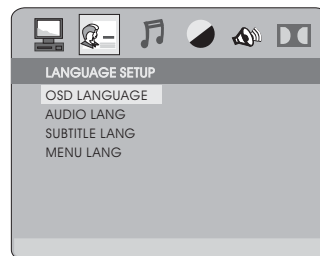 LANGUAGE SETUP
OSD LANGUAGE
AUDIO LANG
SUBTITLE LANG
MENU LANG